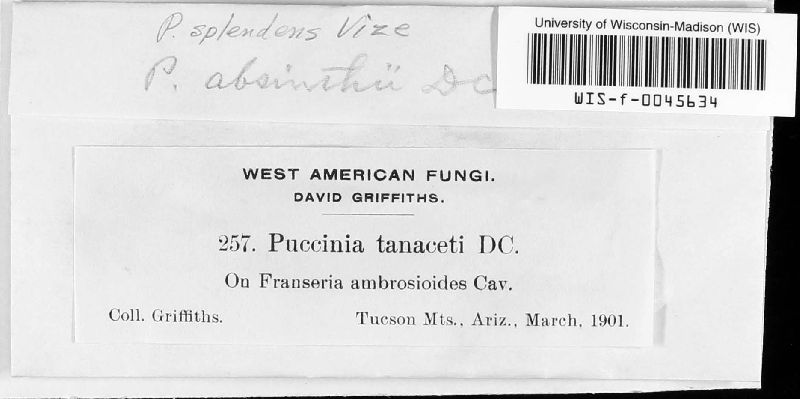 P. splendens Vize
P. absinthii DC
University of Wisconsin-Madison (WIS)
WIS-f-0045634
WEST AMERICAN FUNGI.
DAVID GRIFFITHS.
257. Puccinia tanaceti DC.
On Franseria ambrosioides Cav.
Coll. Griffiths. Tucson Mts., Ariz., March, 1901.